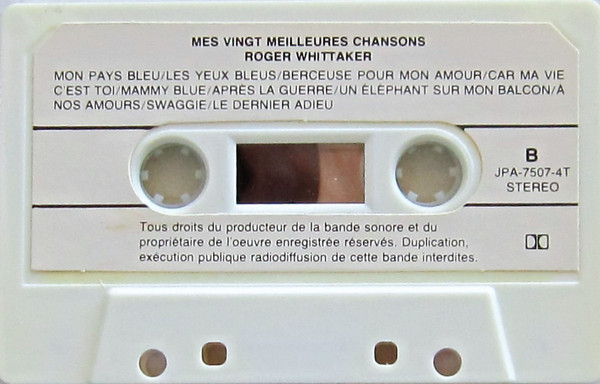 MES VINGT MEILLEURES CHANSONS
ROGER WHITTAKER
MON PAYS BLEU/LES YEUX BLEUS/BERCEUSE POUR MON AMOUR/CAR MA VIE
C'EST TOI/MAMMY BLUE/APRÈS LA GUERRE/UN ÉLÉPHANT SUR MON BALCON/À
NOS AMOURS/SWAGGIE/LE DERNIER ADIEU
B
JPA-7507-4T
STEREO
Tous droits du producteur de la bande sonore et du
propriétaire de l'oeuvre enregistrée réservés. Duplication,
exécution publique radiodiffusion de cette bande interdites.